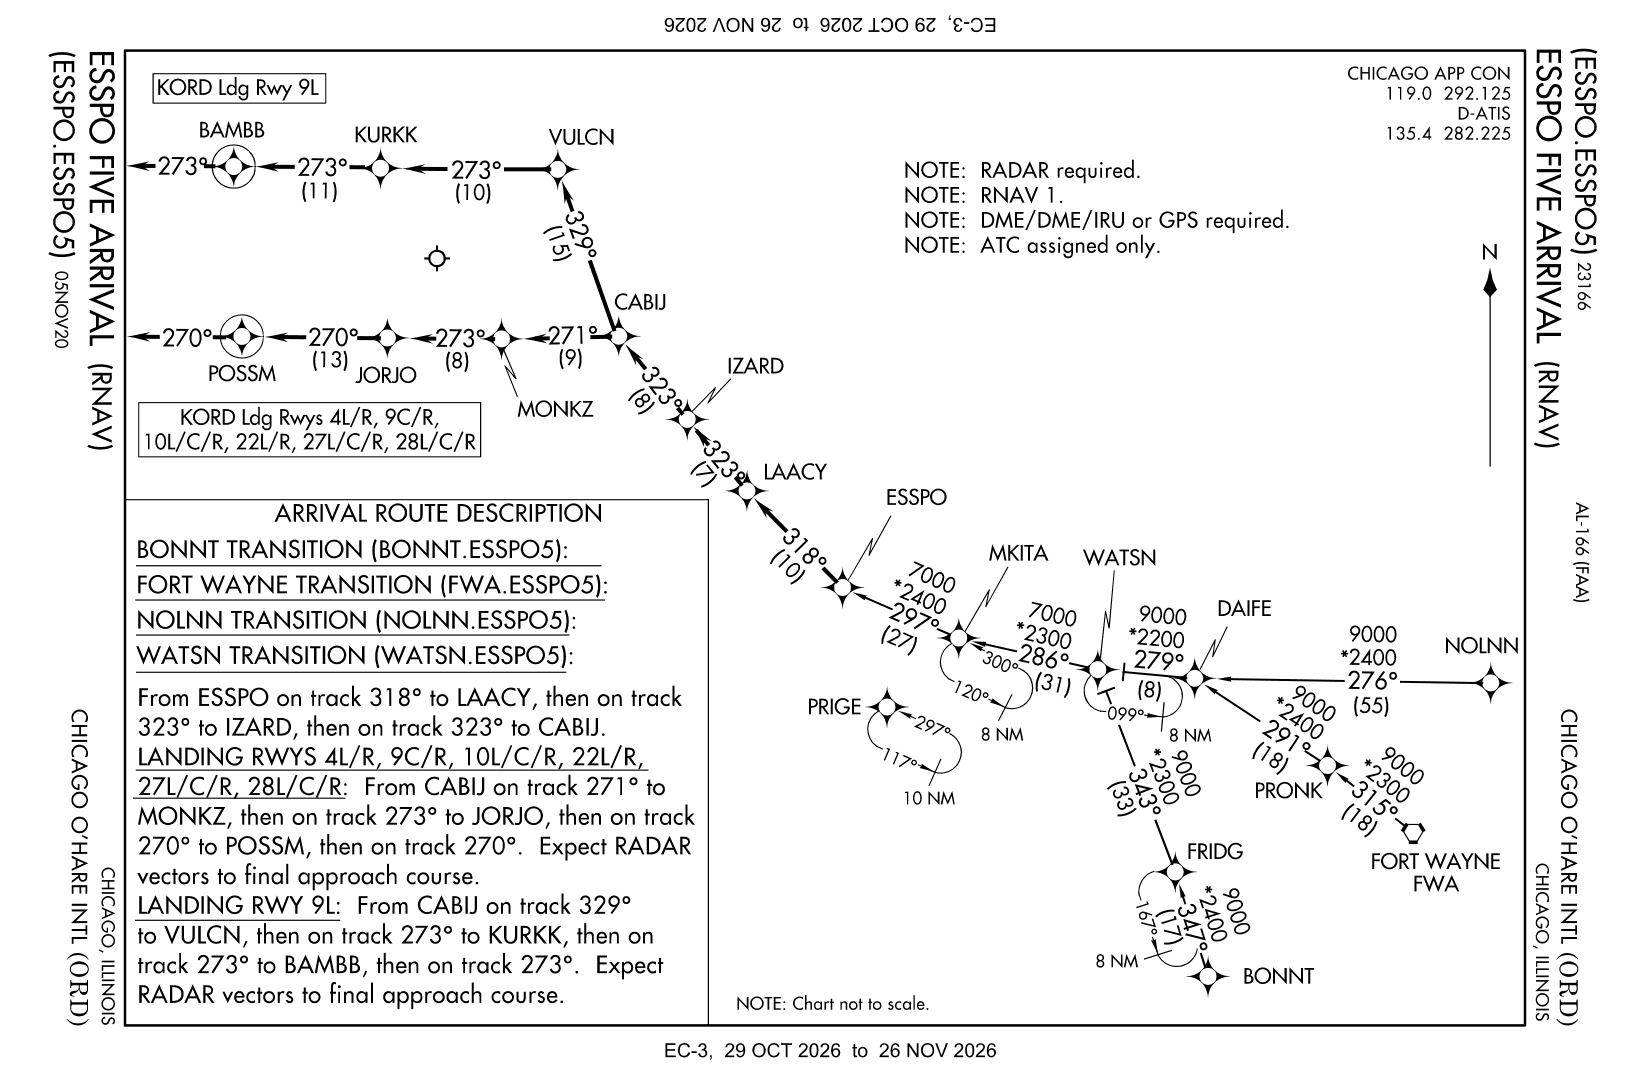 EC-3, 29 OCT 2026 to 26 NOV 2026
(ESSPO.ESSPO5) 05NOV20
ESSPO FIVE ARRIVAL (RNAV)
CHICAGO O'HARE INTL (ORD)
CHICAGO, ILLINOIS
(ESSPO.ESSPO5) 23166
ESSPO FIVE ARRIVAL (RNAV)
AL-166 (FAA)
CHICAGO O'HARE INTL (ORD)
CHICAGO, ILLINOIS
CHICAGO APP CON
119.0 292.125
D-ATIS
135.4 282.225
KORD Ldg Rwy 9L
BAMBB
KURKK
VULCN
273°
273°
(11)
273°
(10)
329°
(15)
NOTE: RADAR required.
NOTE: RNAV 1.
NOTE: DME/DME/IRU or GPS required.
NOTE: ATC assigned only.
N
CABIJ
270°
270°
(13)
273°
(8)
271°
(9)
POSSM
JORJO
MONKZ
323°
(8)
IZARD
KORD Ldg Rwys 4L/R, 9C/R,
10L/C/R, 22L/R, 27L/C/R, 28L/C/R
323°
(7)
LAACY
318°
(10)
ESSPO
7000
*2400
297°
(27)
MKITA
300°
120°
8 NM
7000
*2300
286°
(31)
WATSN
099°
8 NM
9000
*2200
279°
(8)
DAIFE
9000
*2400
276°
(55)
NOLNN
PRIGE
297°
117°
10 NM
9000
*2400
291°
(18)
PRONK
9000
*2300
315°
(18)
FORT WAYNE
FWA
9000
*2300
343°
(33)
FRIDG
167°
8 NM
9000
*2400
347°
(17)
BONNT
ARRIVAL ROUTE DESCRIPTION
BONNT TRANSITION (BONNT.ESSPO5):
FORT WAYNE TRANSITION (FWA.ESSPO5):
NOLNN TRANSITION (NOLNN.ESSPO5):
WATSN TRANSITION (WATSN.ESSPO5):
From ESSPO on track 318° to LAACY, then on track
323° to IZARD, then on track 323° to CABIJ.
LANDING RWYS 4L/R, 9C/R, 10L/C/R, 22L/R,
27L/C/R, 28L/C/R: From CABIJ on track 271° to
MONKZ, then on track 273° to JORJO, then on track
270° to POSSM, then on track 270°. Expect RADAR
vectors to final approach course.
LANDING RWY 9L: From CABIJ on track 329°
to VULCN, then on track 273° to KURKK, then on
track 273° to BAMBB, then on track 273°. Expect
RADAR vectors to final approach course.
NOTE: Chart not to scale.
EC-3, 29 OCT 2026 to 26 NOV 2026